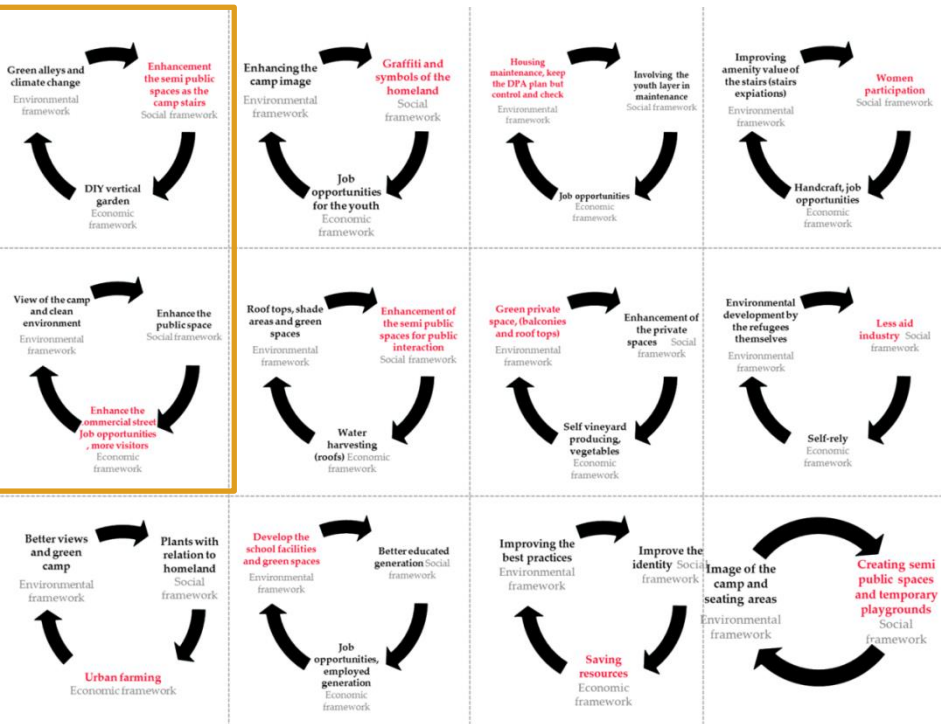 Green alleys and
climate change
Environmental
framework
Enhancement
the semi public
spaces as the
camp stairs
Social framework
DIY vertical
garden
Economic
framework
Enhancing the
camp image
Environmental
framework
Graffiti and
symbols of the
homeland
Social
framework
Job
opportunities
for the youth
Economic
framework
Housing
maintenance, keep
the DPA plan but
control and check
Environmental
framework
Involving the
youth layer in
maintenance
Social framework
Job opportunities
Economic
framework
Improving
amenity value of
the stairs (stairs
expiations)
Environmental
framework
Women
participation
Social framework
Handcraft, job
opportunities
Economic
framework
View of the camp
and clean
environment
Environmental
framework
Enhance the
public space
Social framework
Enhance the
ommercial street
Job opportunities
, more visitors
Economic
framework
Roof tops, shade
areas and green
spaces
Environmental
framework
Enhancement of
the semi public
spaces for public
interaction
Social framework
Water
harvesting
(roofs) Economic
framework
Green private
space, (balconies
and roof tops)
Environmental
framework
Enhancement of
the private
spaces Social
framework
Self vineyard
producing,
vegetables
Economic
framework
Environmental
development by
the refugees
themselves
Environmental
framework
Less aid
industry Social
framework
Self-rely
Economic
framework
Better views
and green
camp
Environmental
framework
Plants with
relation to
homeland
Social
framework
Urban farming
Economic framework
Develop the
school facilities
and green spaces
Environmental
framework
Better educated
generation Social
framework
Job
opportunities,
employed
generation
Economic
framework
Improving the
best practices
Environmental
framework
Improve the
identity Social
framework
Saving
resources
Economic
framework
Image of the
camp and
seating areas
Environmental
framework
Creating semi
public spaces
and temporary
playgrounds
Social
framework